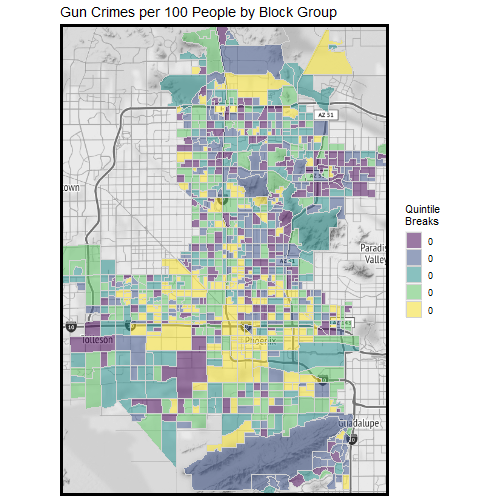 Gun Crimes per 100 People by Block Group
AZ 51
own
Paradis
Valley
Quintile
Breaks
0
0
0
0
0
10
Tolleson
Phoenix
Guadalupe
10